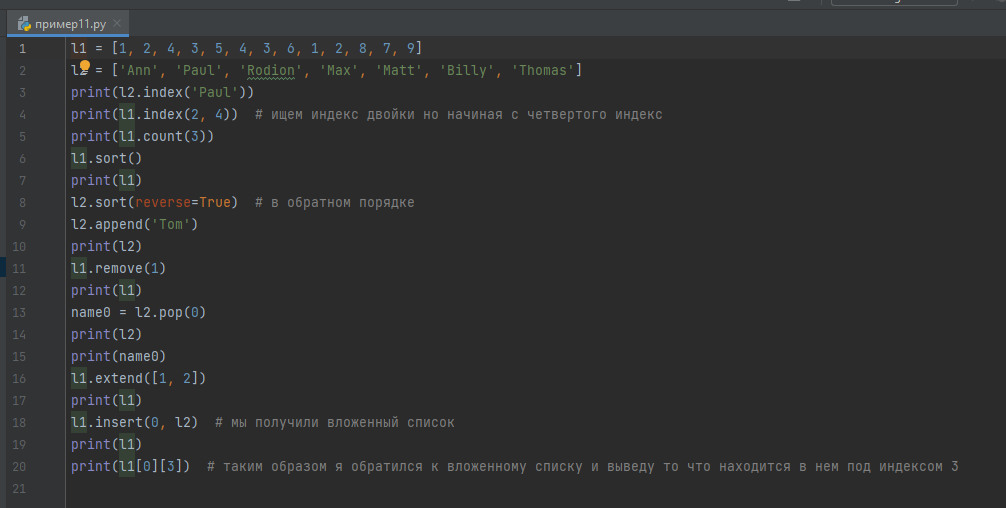 пример11.py
1 l1 = [1, 2, 4, 3, 5, 4, 3, 6, 1, 2, 8, 7, 9]
2 l2 = ['Ann', 'Paul', 'Rodion', 'Max', 'Matt', 'Billy', 'Thomas']
3 print(l2.index('Paul'))
4 print(l1.index(2, 4))  # ищем индекс двойки но начиная с четвертого индекс
5 print(l1.count(3))
6 l1.sort()
7 print(l1)
8 l2.sort(reverse=True)  # в обратном порядке
9 l2.append('Tom')
10 print(l2)
11 l1.remove(1)
12 print(l1)
13 name0 = l2.pop(0)
14 print(l2)
15 print(name0)
16 l1.extend([1, 2])
17 print(l1)
18 l1.insert(0, l2)  # мы получили вложенный список
19 print(l1)
20 print(l1[0][3])  # таким образом я обратился к вложенному списку и выведу то что находится в нем под индексом 3
21